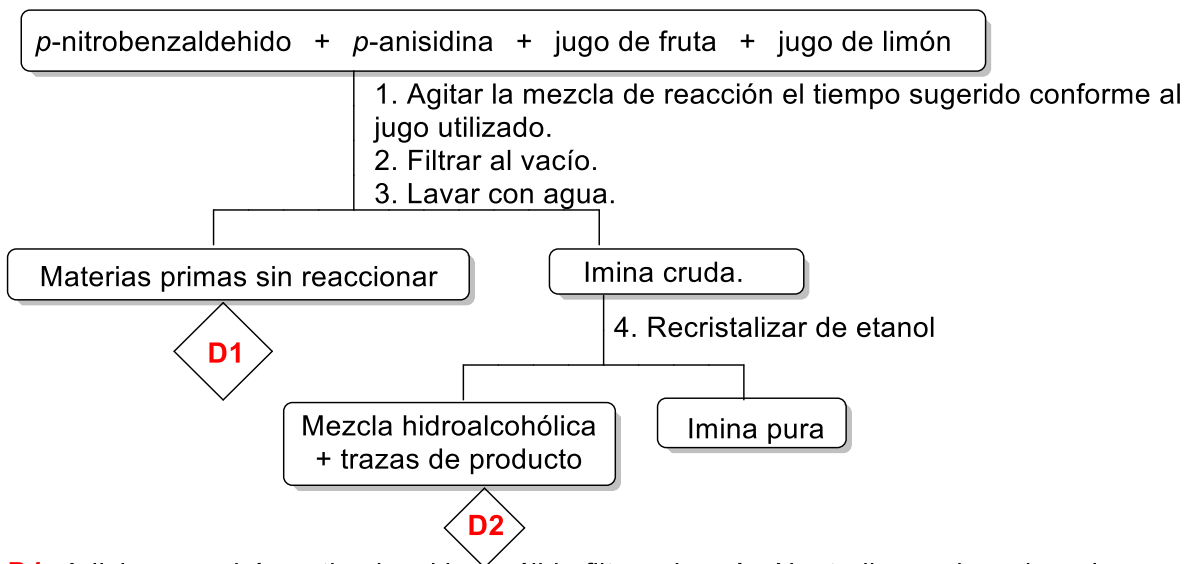 p-nitrobenzaldehido + p-anisidina + jugo de fruta + jugo de limón
1. Agitar la mezcla de reacción el tiempo sugerido conforme al
jugo utilizado.
2. Filtrar al vacío.
3. Lavar con agua.
Materias primas sin reaccionar
Imina cruda.
D1
4. Recristalizar de etanol
Mezcla hidroalcohólica
+ trazas de producto
Imina pura
D2